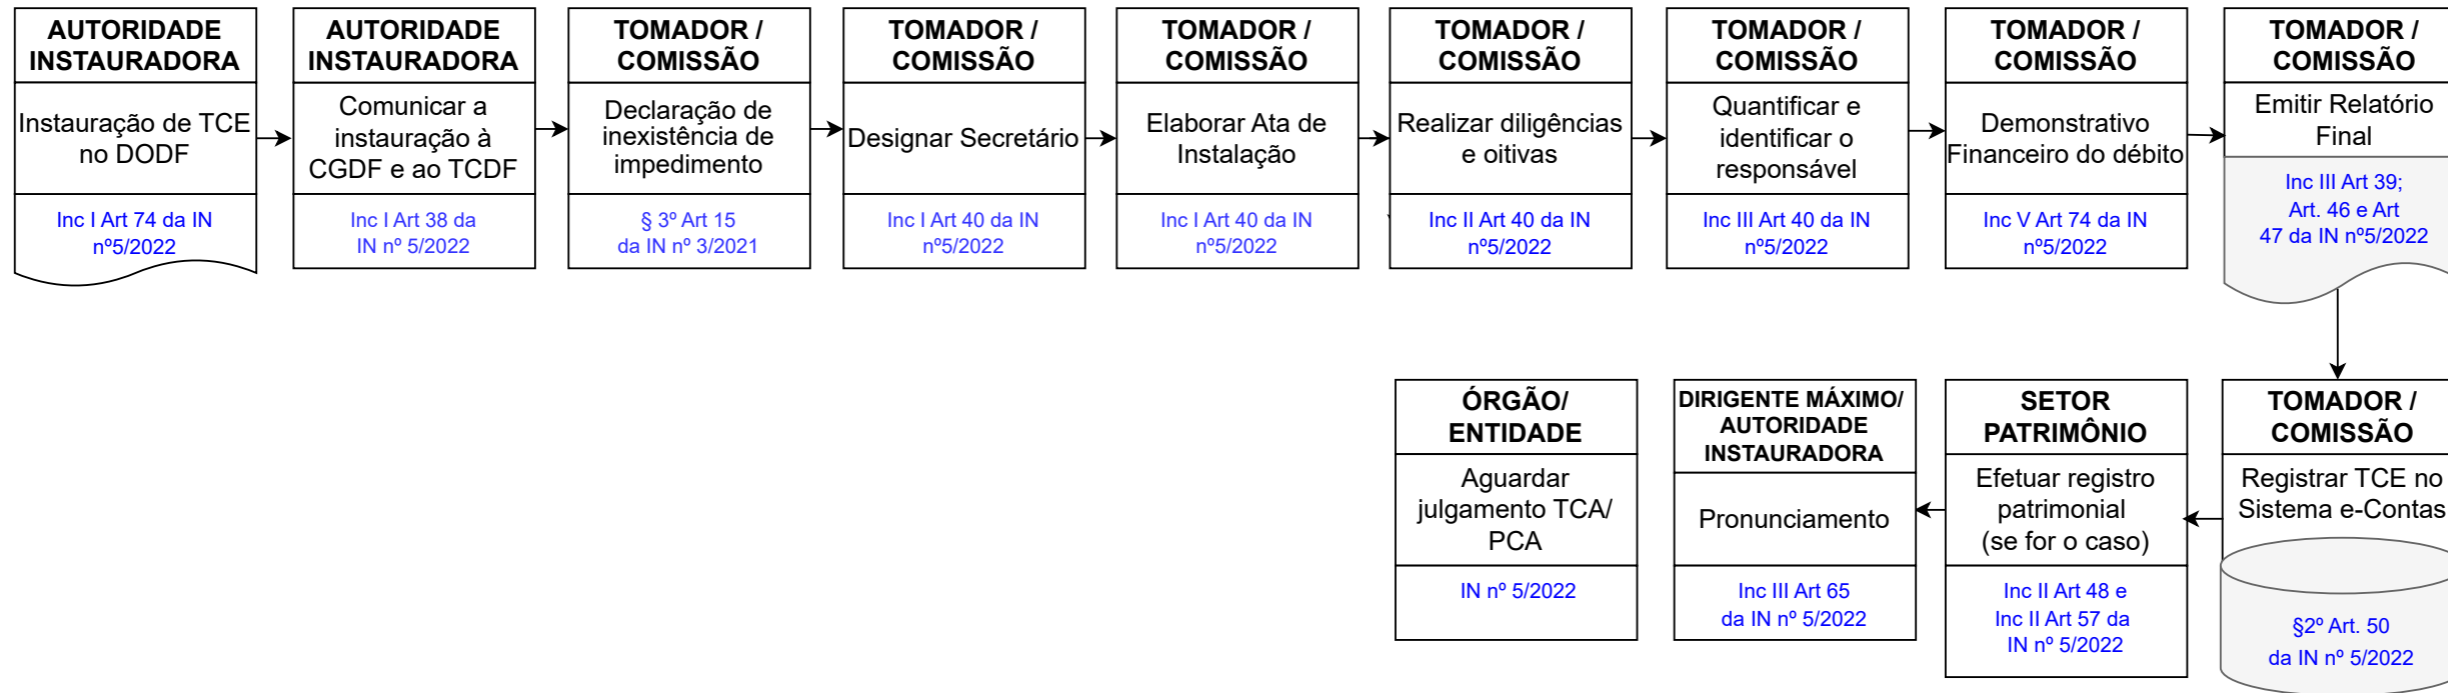 AUTORIDADE
INSTAURADORA
Instauração de TCE
no DODF
Inc I Art 74 da IN
nº5/2022
AUTORIDADE
INSTAURADORA
Comunicar a
instauração à
CGDF e ao TCDF
Inc I Art 38 da
IN nº 5/2022
TOMADOR /
COMISSÃO
Declaração de
inexistência de
impedimento
§ 3º Art 15
da IN nº 3/2021
TOMADOR /
COMISSÃO
Designar Secretário
Inc I Art 40 da IN
nº5/2022
TOMADOR /
COMISSÃO
Elaborar Ata de
Instalação
Inc I Art 40 da IN
nº5/2022
TOMADOR /
COMISSÃO
Realizar diligências
e oitivas
Inc II Art 40 da IN
nº5/2022
TOMADOR /
COMISSÃO
Quantificar e
identificar o
responsável
Inc III Art 40 da IN
nº5/2022
TOMADOR /
COMISSÃO
Demonstrativo
Financeiro do débito
Inc V Art 74 da IN
nº5/2022
TOMADOR /
COMISSÃO
Emitir Relatório
Final
Inc III Art 39;
Art. 46 e Art
47 da IN nº5/2022
TOMADOR /
COMISSÃO
Registrar TCE no
Sistema e-Contas
§2º Art. 50
da IN nº 5/2022
SETOR
PATRIMÔNIO
Efetuar registro
patrimonial
(se for o caso)
Inc II Art 48 e
Inc II Art 57 da
IN nº 5/2022
DIRIGENTE MÁXIMO/
AUTORIDADE
INSTAURADORA
Pronunciamento
Inc III Art 65
da IN nº 5/2022
ÓRGÃO/
ENTIDADE
Aguardar
julgamento TCA/
PCA
IN nº 5/2022